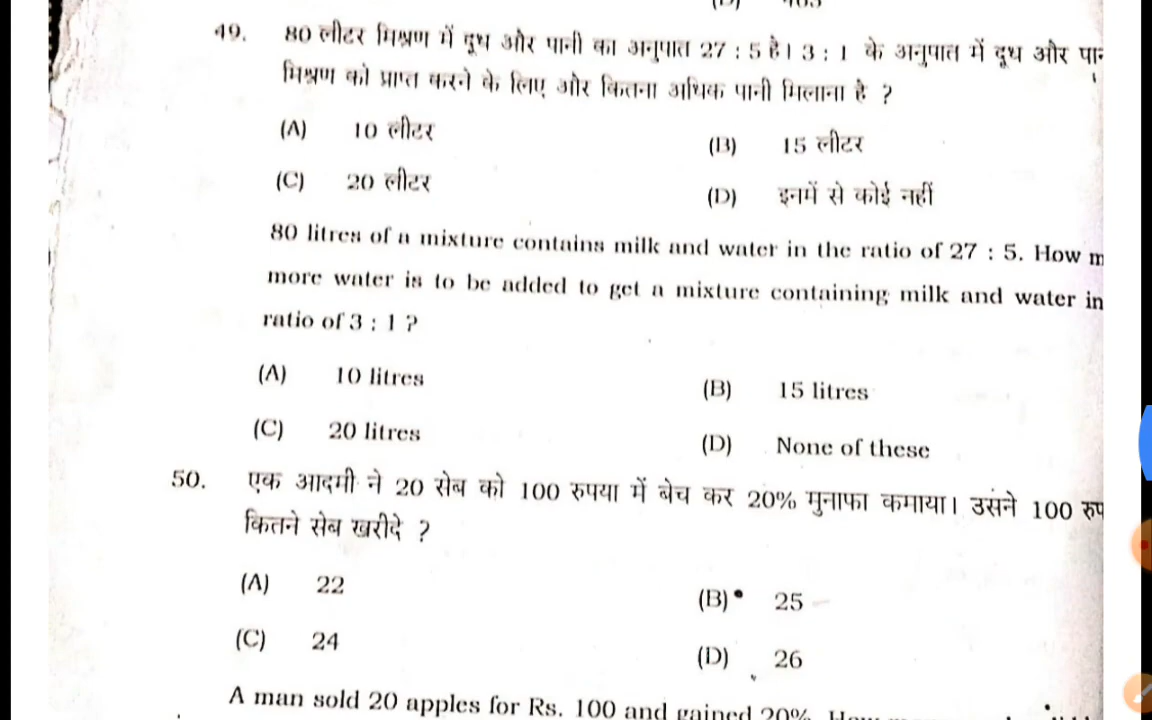 49. 80 लीटर मिश्रण में दूध और पानी का अनुपात 27 : 5 है। 3 : 1 के अनुपात में दूध और
मिश्रण को प्राप्त करने के लिए और कितना अधिक पानी मिलाना है ?
(A) 10 लीटर (B) 15 लीटर
(C) 20 लीटर (D) इनमें से कोई नहीं
80 litres of a mixture contains milk and water in the ratio of 27 : 5. How
more water is to be added to get a mixture containing milk and water in
ratio of 3 : 1 ?
(A) 10 litres (B) 15 litres
(C) 20 litres (D) None of these
50. एक आदमी ने 20 सेब को 100 रुपया में बेच कर 20% मुनाफा कमाया। उसने 100
कितने सेब खरीदे ?
(A) 22 (B) 25
(C) 24 (D) 26
A man sold 20 apples for Rs. 100 and gained 20%.